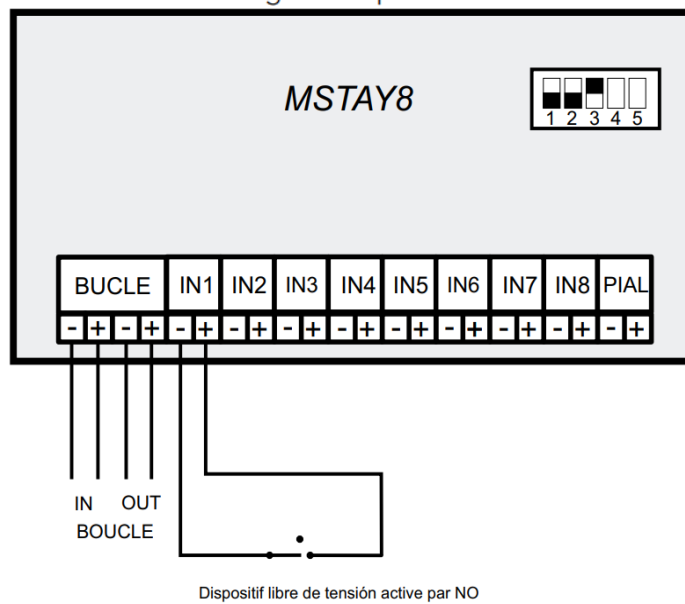 MSTAY8
1 2 3 4 5
BUCLE IN1 IN2 IN3 IN4 IN5 IN6 IN7 IN8 PIAL
- + - + - + - + - + - + - + - + - + - + - +
IN OUT
BOUCLE
Dispositif libre de tensión active par NO